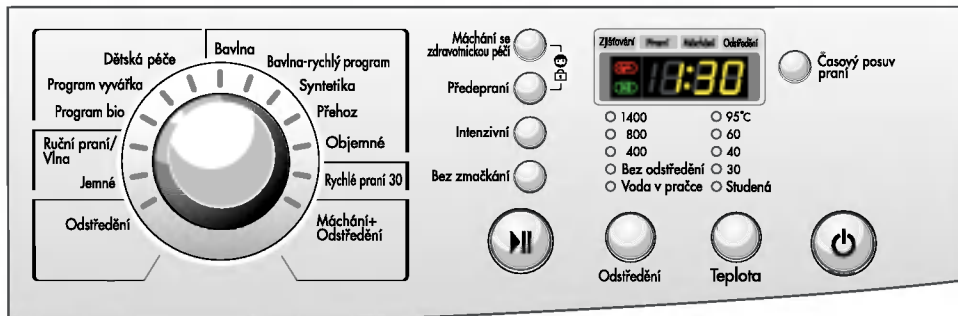 Dětská péče
Bavlna
Program vyvářka
Bavlna-rychlý program
Program bio
Syntetika
Přehoz
Ruční praní/
Vlna
Objemné
Jemné
Rychlé praní 30
Odstředění
Máchání+
Odstředění
Máchání se
zdravotnickou péčí
Předepraní
Intenzivní
Bez zmačkání
Zjišťování Praní Máchání Odstředění
1:30
1400 95°C
800 60
400 40
Bez odstředění 30
Voda v pračce Studená
Odstředění
Teplota
Časový posuv
praní